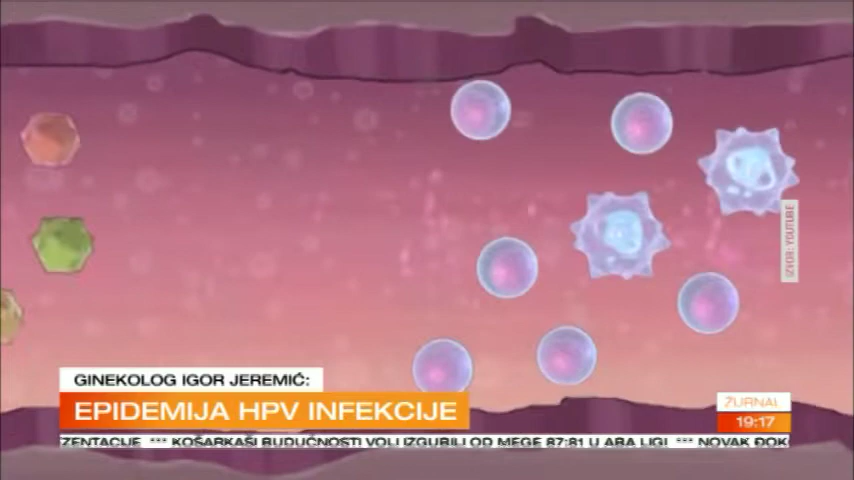 IZVOR: YOUTUBE
GINEKOLOG IGOR JEREMIĆ:
EPIDEMIJA HPV INFEKCIJE
ŽURNAL
19:17
ZENTACIJE *** KOŠARKAŠI BUDUĆNOSTI VOLI IZGUBILI OD MEGE 87:81 U ABA LIGI *** NOVAK ĐOK